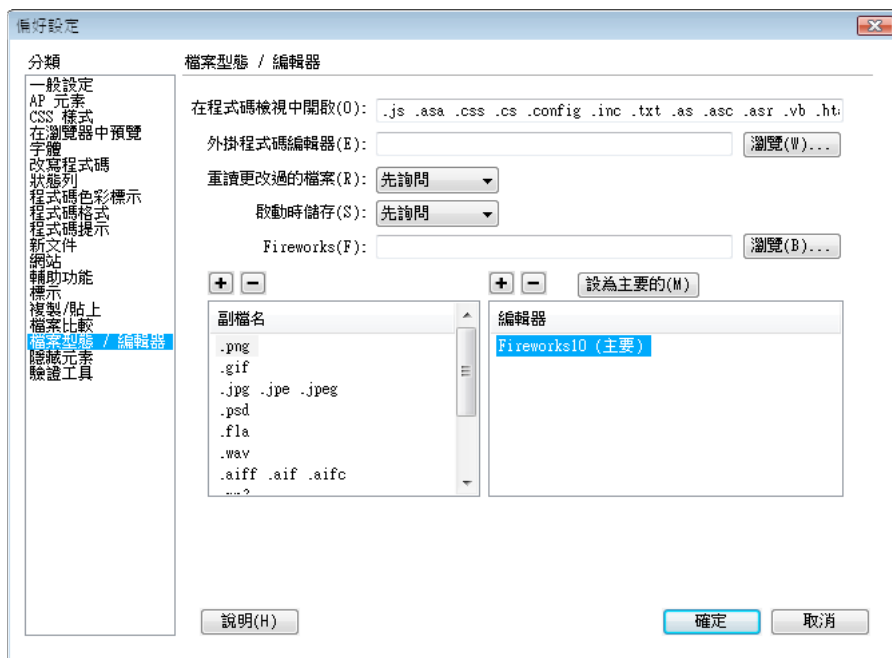 偏好設定
分類
一般設定
AP 元素
CSS 樣式
在瀏覽器中預覽
字體
改寫程式碼
狀態列
程式碼色彩標示
程式碼格式
程式碼提示
新文件
網站
輔助功能
標示
複製/貼上
檔案比較
檔案型態 / 編輯器
隱藏元素
驗證工具
檔案型態 / 編輯器
在程式碼檢視中開啟(O): .js .asa .css .cs .config .inc .txt .as .asc .asr .vb
外掛程式碼編輯器(E): 瀏覽(W)...
重讀更改過的檔案(R): 先詢問
啟動時儲存(S): 先詢問
Fireworks(F): 瀏覽(B)...
設為主要的(M)
副檔名
.png
.gif
.jpg .jpe .jpeg
.psd
.fla
.wav
.aiff .aif .aifc
編輯器
Fireworks10 (主要)
說明(H) 確定 取消